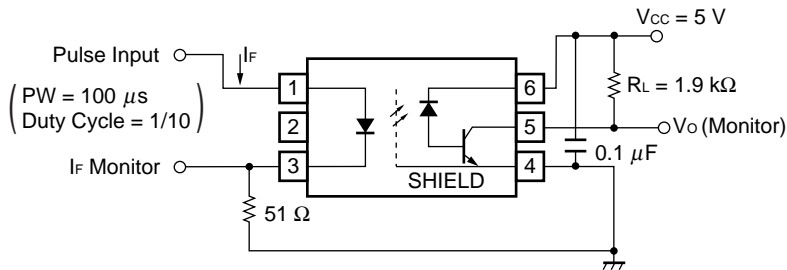 VCC = 5 V
Pulse Input
IF
1
6
RL = 1.9 kΩ
PW = 100 μs
Duty Cycle = 1/10
2
5
VO (Monitor)
IF Monitor
3
4
0.1 μF
SHIELD
51 Ω